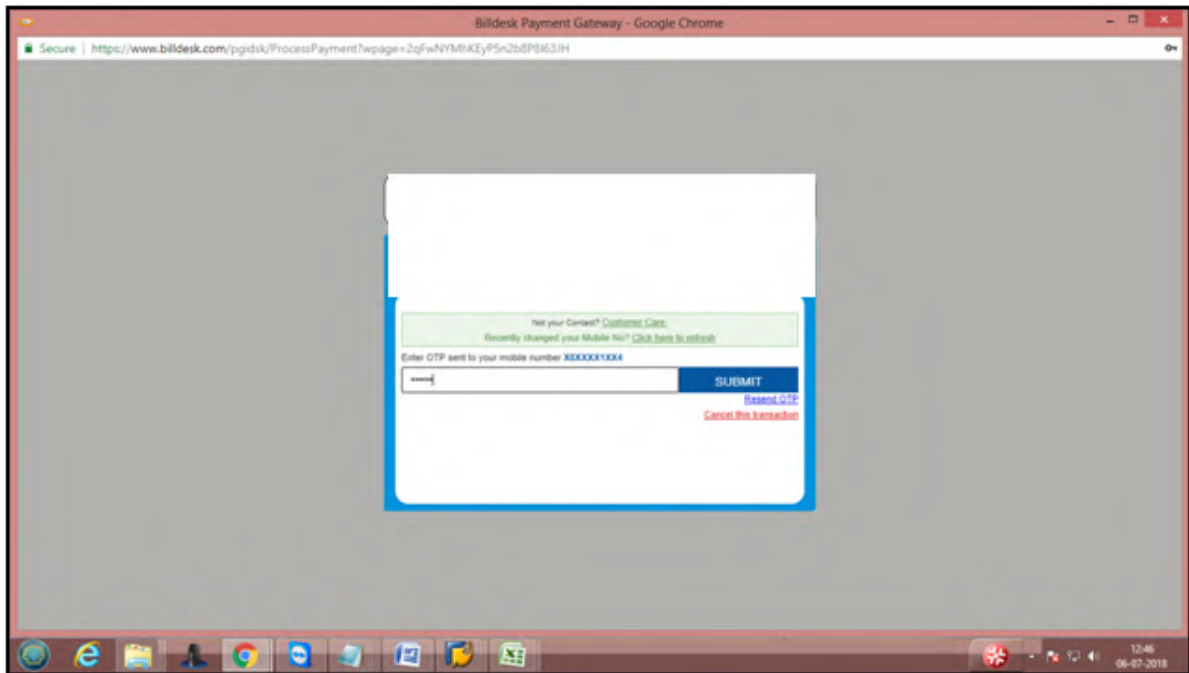 Billdesk Payment Gateway - Google Chrome
Secure | https://www.billdesk.com/pgidsk/ProcessPayment?wpage=
Not your Contact? Customer Care.
Recently changed your Mobile No? Click here to refresh
Enter OTP sent to your mobile number X8XXXX1XX4
SUBMIT
Resend OTP
Cancel this transaction
12:46
06-07-2018